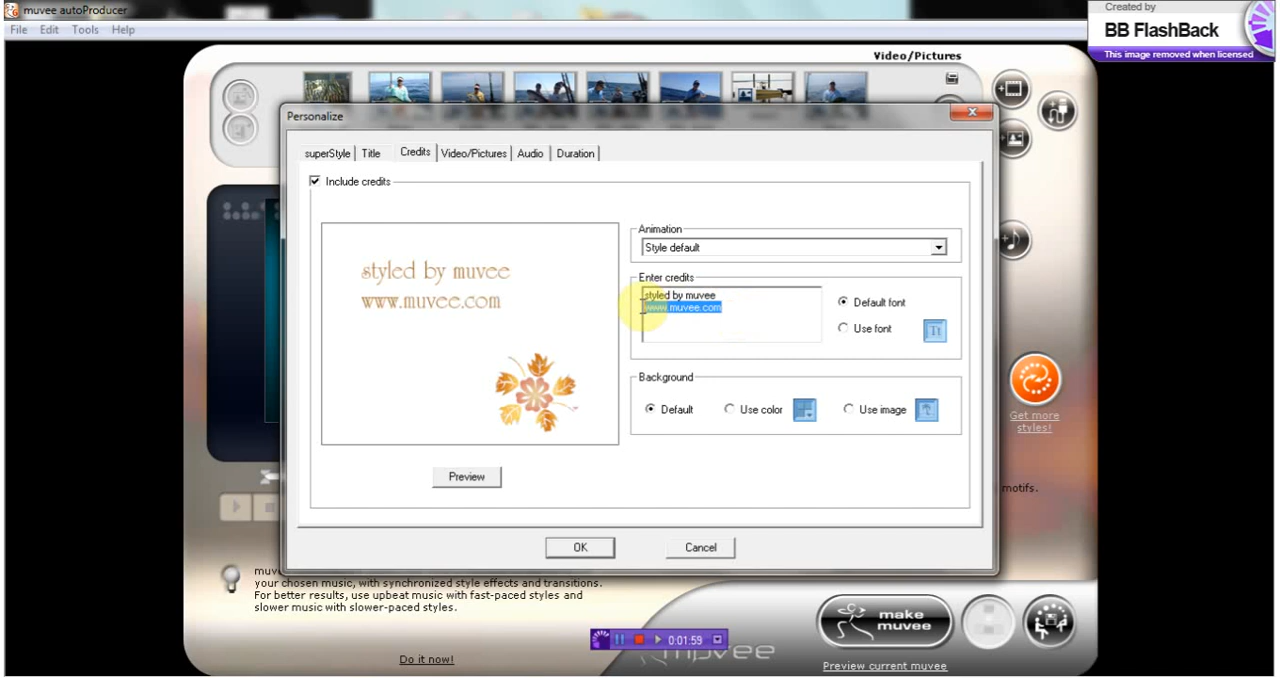 muvee autoProducer
File Edit Tools Help
Created by
BB FlashBack
This image removed when licensed
Video/Pictures
Personalize
superStyle Title Credits Video/Pictures Audio Duration
Include credits
styled by muvee
www.muvee.com
Preview
Animation
Style default
Enter credits
styled by muvee
www.muvee.com
Default font
Use font
Tt
Background
Default Use color Use image
OK Cancel
Get more
styles!
motifs.
your chosen music, with synchronized style effects and transitions.
For better results, use upbeat music with fast-paced styles and
slower music with slower-paced styles.
Do it now!
0:01:59
muvee
make
muvee
Preview current muvee